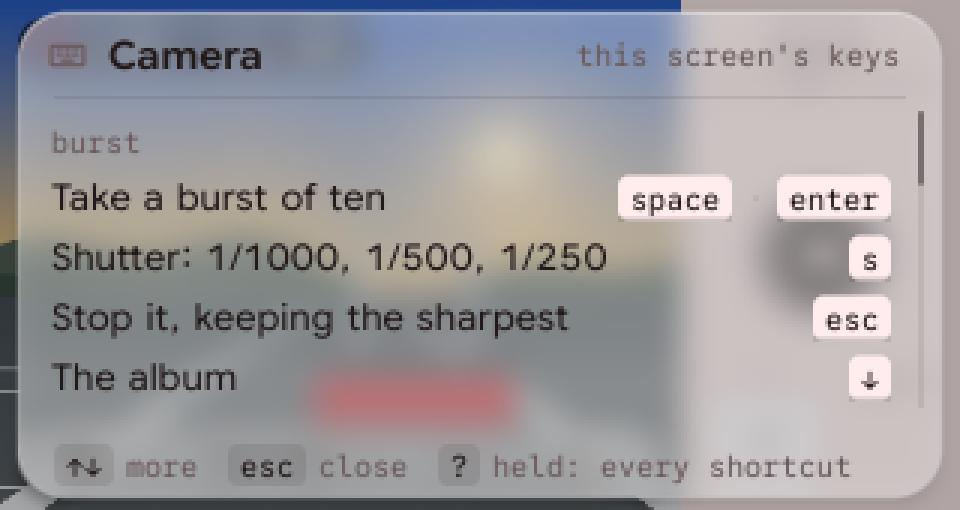 Camera this screen's keys
burst
Take a burst of ten space · enter
Shutter: 1/1000, 1/500, 1/250 s
Stop it, keeping the sharpest esc
The album ↓
↑↓ more esc close ? held: every shortcut